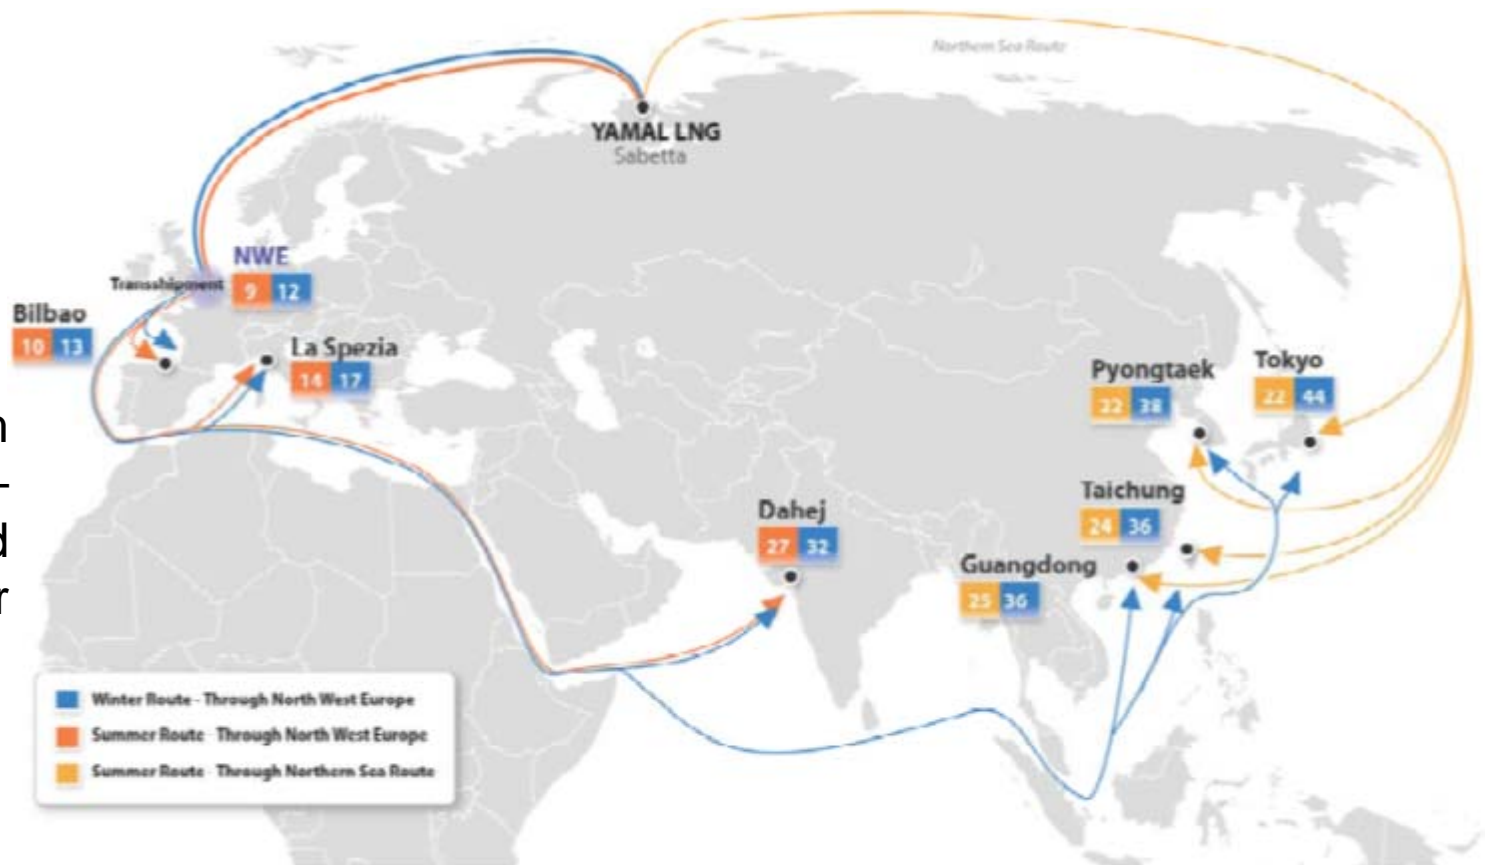 Northern Sea Route
YAMAL LNG
Sabetta
NWE
9 12
Transshipment
Bilbao
10 13
La Spezia
14 17
Pyongtaek
22 38
Tokyo
22 44
n
Taichung
24 36
d
Dahej
27 32
Guangdong
25 36
r
Winter Route - Through North West Europe
Summer Route - Through North West Europe
Summer Route - Through Northern Sea Route